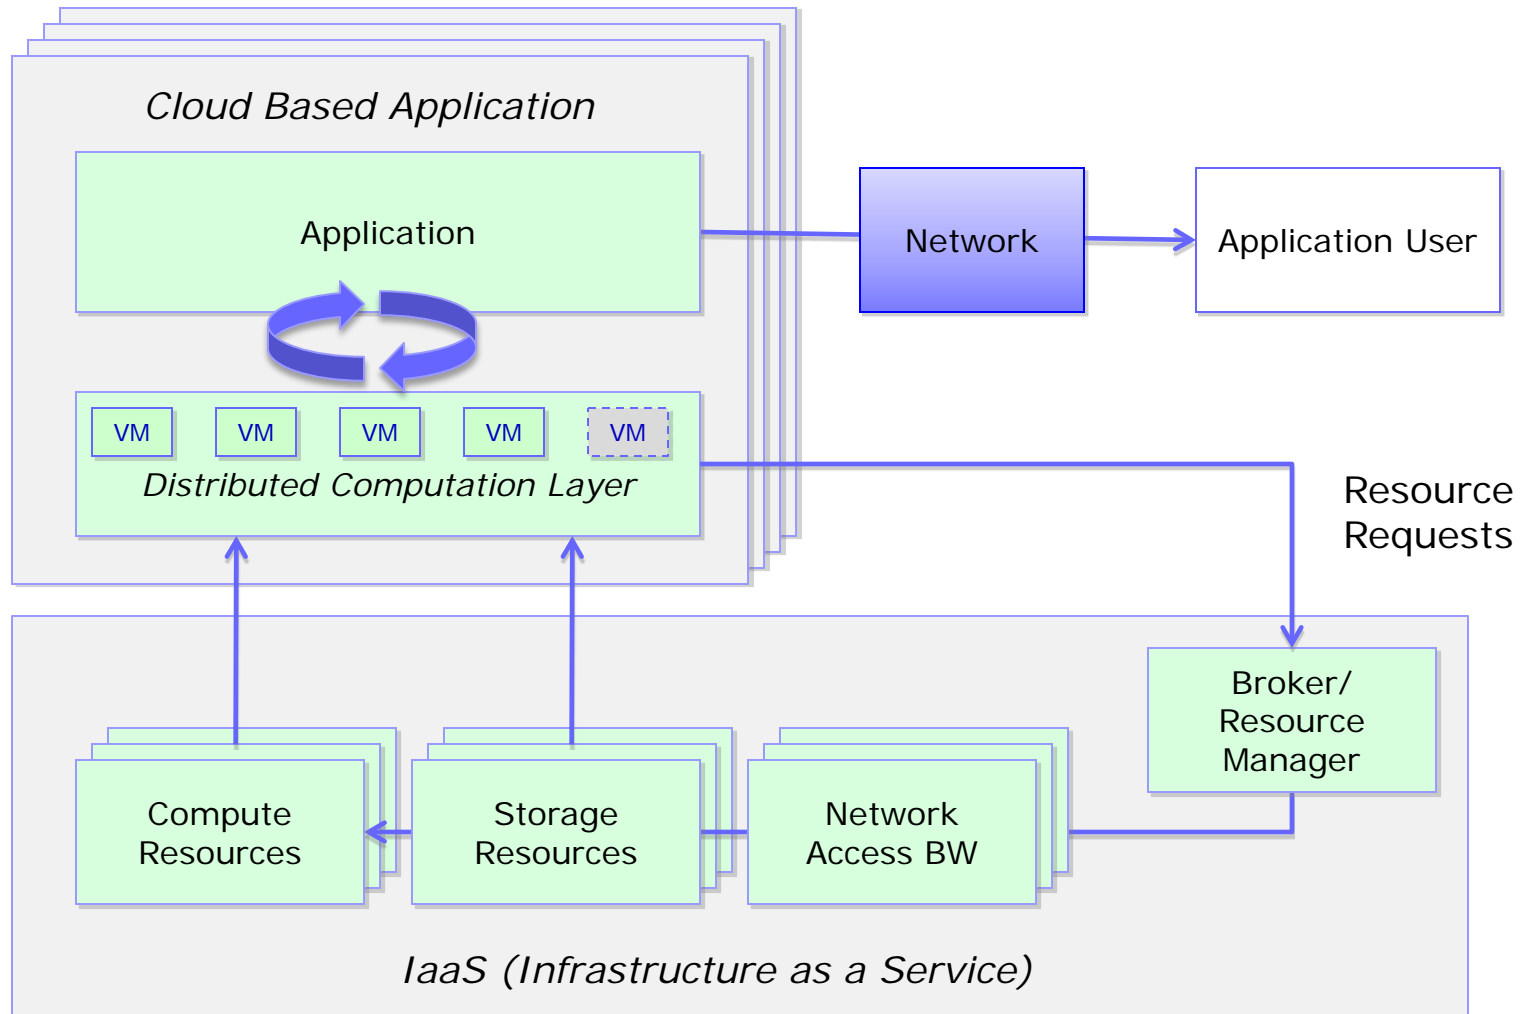 Cloud Based Application
Application
Network
Application User
VM
VM
VM
VM
VM
Distributed Computation Layer
Resource
Requests
Broker/
Resource
Manager
Compute
Resources
Storage
Resources
Network
Access BW
IaaS (Infrastructure as a Service)